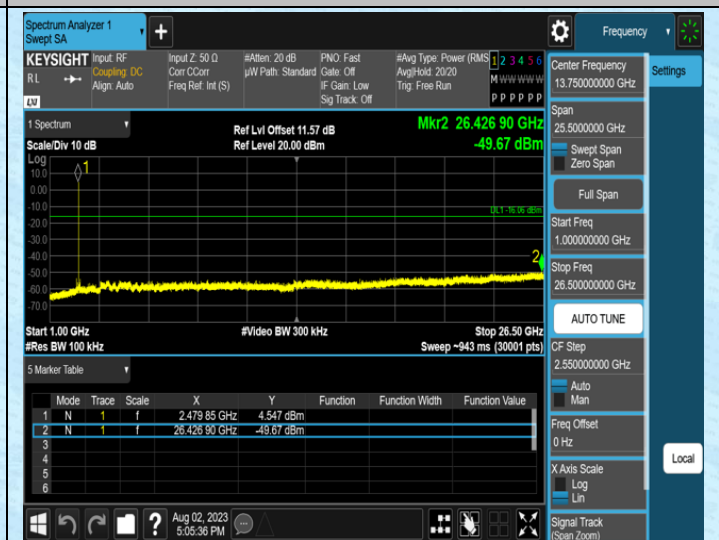 Spectrum Analyzer 1
Swept SA
+
Frequency
KEYSIGHT Input: RF
R L
Coupling: DC
Align: Auto
Input Z: 50 Ω
Corr CCorr
Freq Ref: Int (S)
#Atten: 20 dB
µW Path: Standard
PNO: Fast
Gate: Off
IF Gain: Low
Sig Track: Off
#Avg Type: Power (RMS
Avg|Hold: 20/20
Trig: Free Run
1 2 3 4 5 6
M W W W W W
P P P P P P
LXI
1 Spectrum
Scale/Div 10 dB
Ref Lvl Offset 11.57 dB
Ref Level 20.00 dBm
Mkr2 26.426 90 GHz
-49.67 dBm
Log
10.0
0.00
-10.0
-20.0
-30.0
-40.0
-50.0
-60.0
-70.0
1
DL1 -16.06 dBm
2
Start 1.00 GHz
#Res BW 100 kHz
#Video BW 300 kHz
Stop 26.50 GHz
Sweep ~943 ms (30001 pts)
5 Marker Table
Mode Trace Scale X Y Function Function Width Function Value
1 N 1 f 2.479 85 GHz 4.547 dBm
2 N 1 f 26.426 90 GHz -49.67 dBm
3
4
5
6
Aug 02, 2023
5:05:36 PM
Center Frequency
13.750000000 GHz
Settings
Span
25.5000000 GHz
Swept Span
Zero Span
Full Span
Start Freq
1.000000000 GHz
Stop Freq
26.500000000 GHz
AUTO TUNE
CF Step
2.550000000 GHz
Auto
Man
Freq Offset
0 Hz
Local
X Axis Scale
Log
Lin
Signal Track
(Span Zoom)